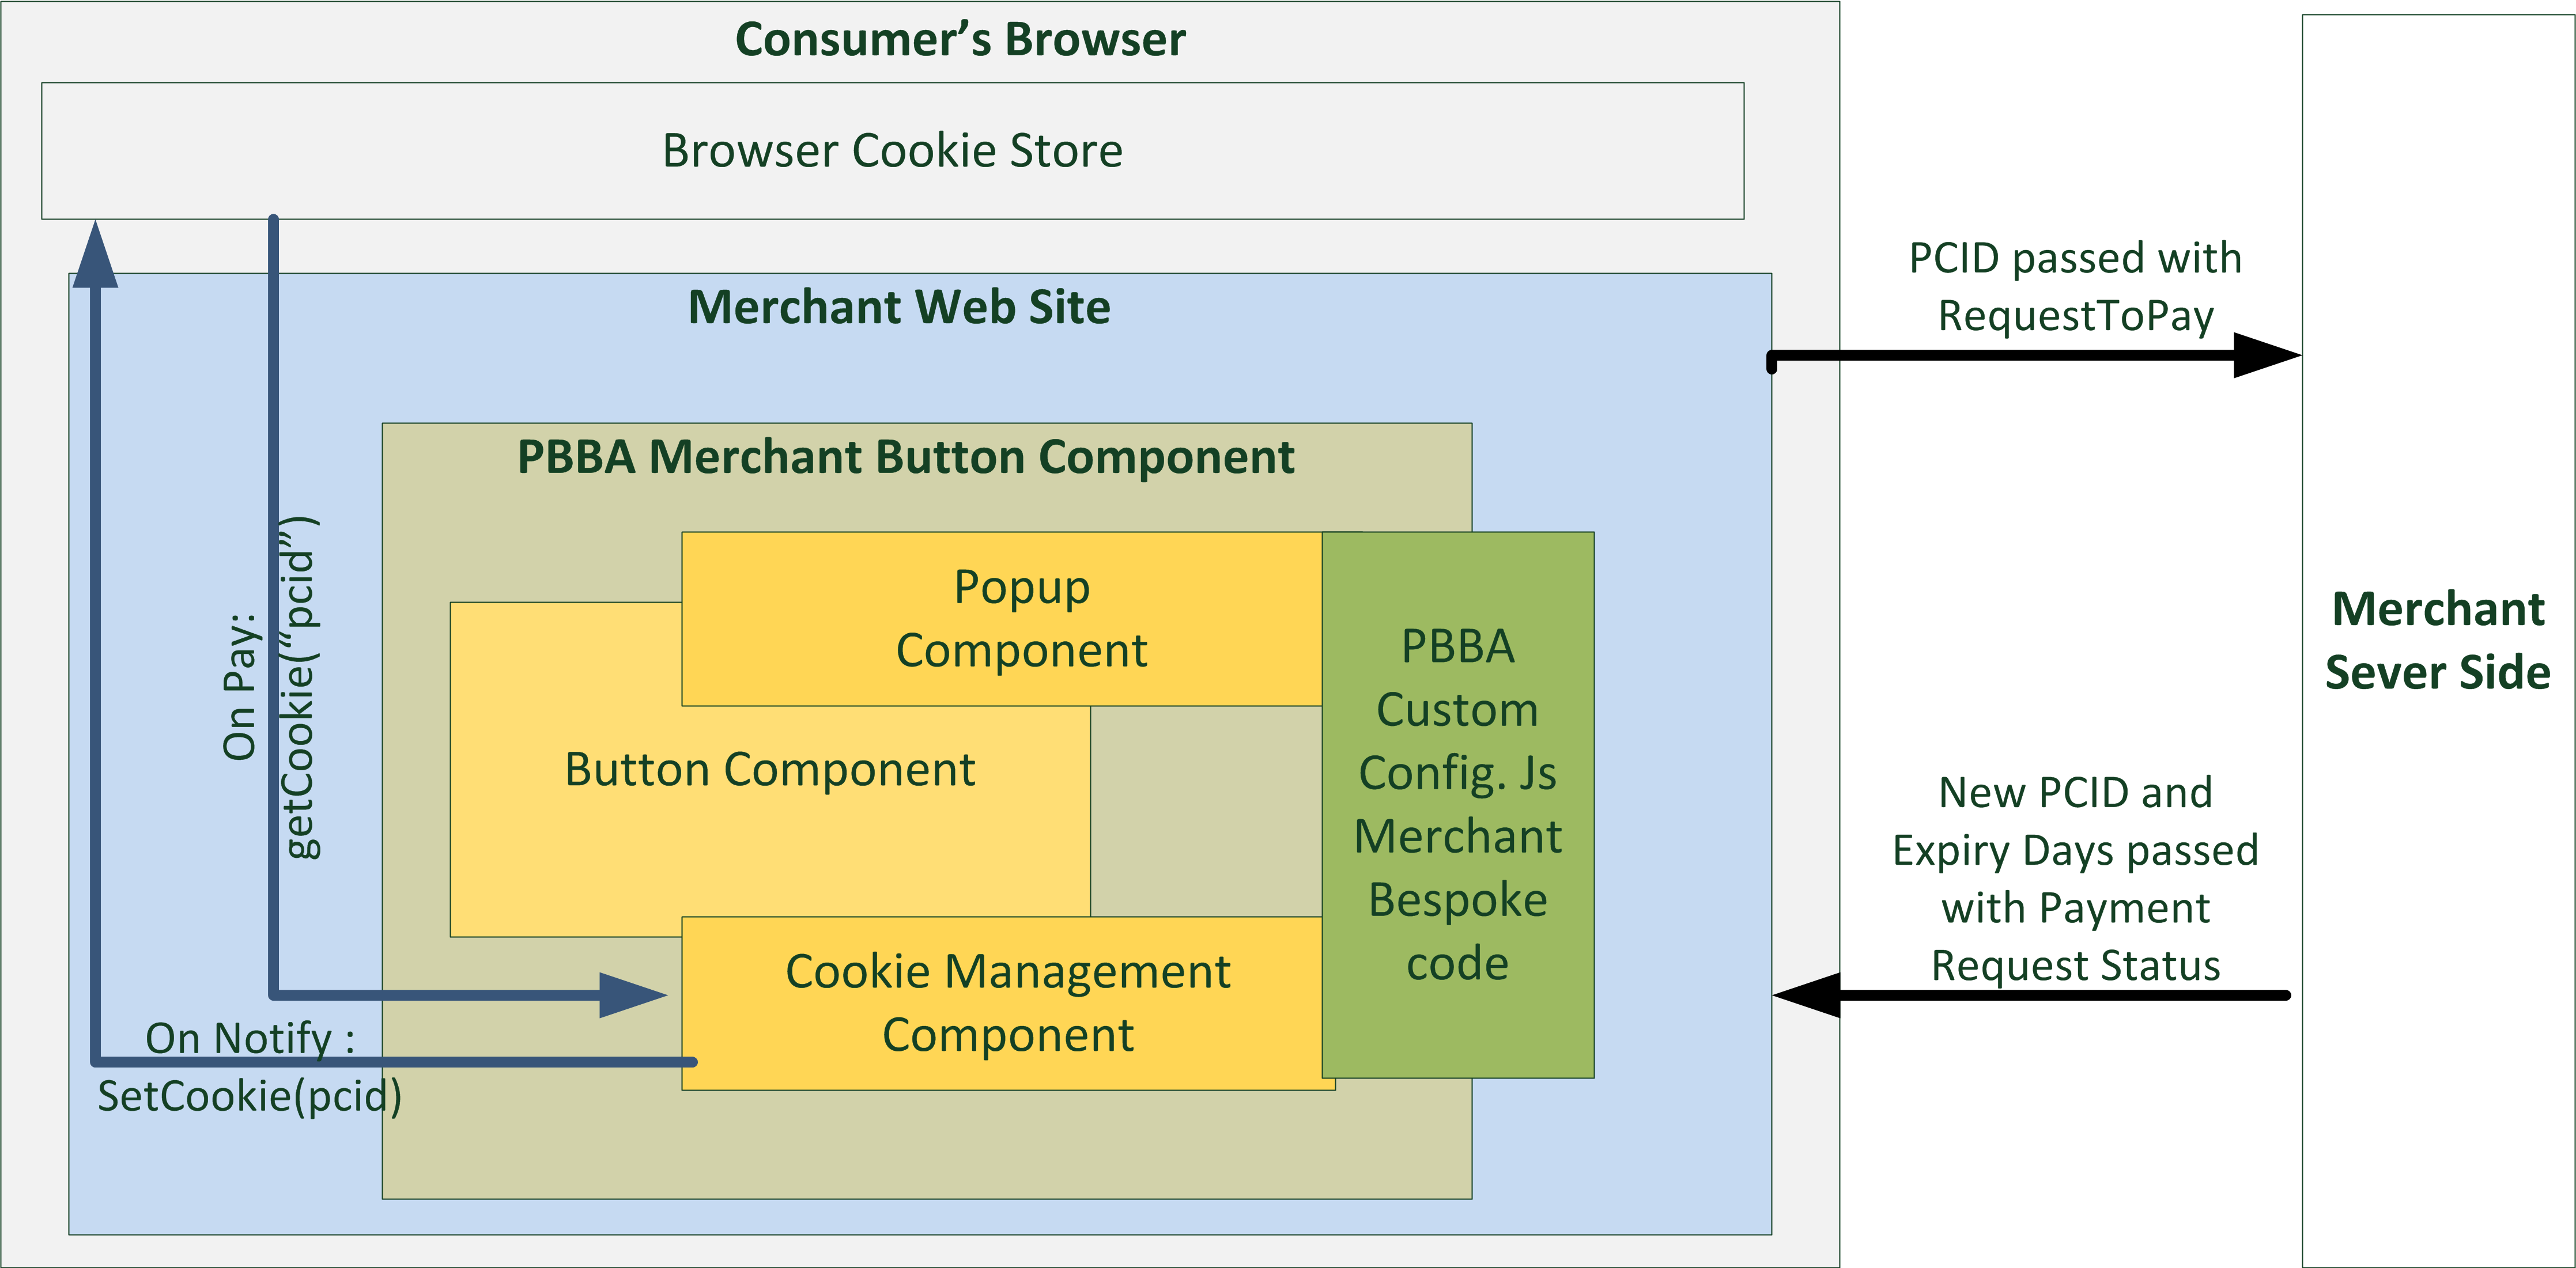 Consumer’s Browser
Browser Cookie Store
Merchant Web Site
PCID passed with
RequestToPay
PBBA Merchant Button Component
On Pay:
getCookie(“pcid”)
Popup
Component
Button Component
PBBA
Custom
Config. Js
Merchant
Bespoke
code
Cookie Management
Component
On Notify :
SetCookie(pcid)
Merchant
Sever Side
New PCID and
Expiry Days passed
with Payment
Request Status